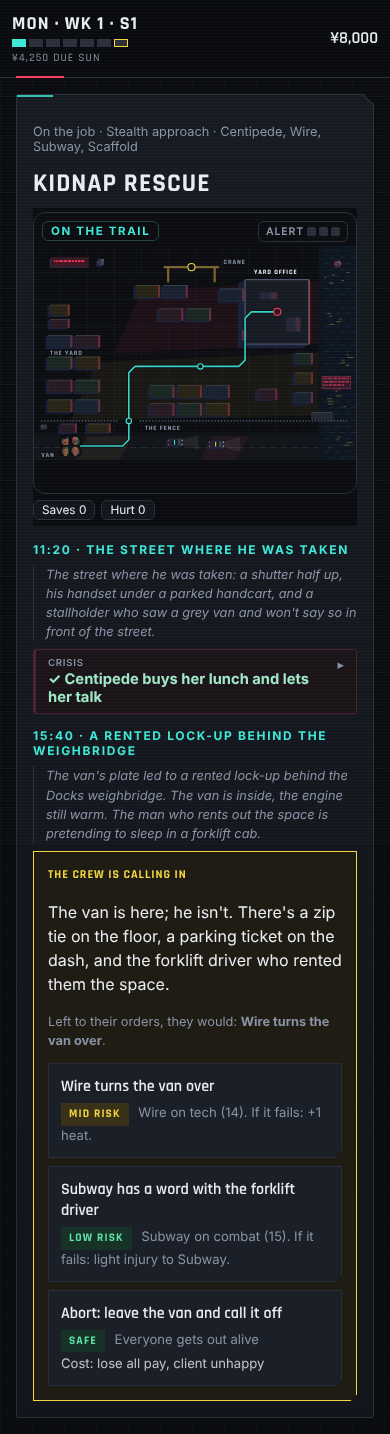 MON · WK 1 · S1
¥8,000
¥4,250 DUE SUN
On the job · Stealth approach · Centipede, Wire,
Subway, Scaffold
KIDNAP RESCUE
ON THE TRAIL
ALERT
CRANE
YARD OFFICE
THE YARD
THE FENCE
VAN
Saves 0
Hurt 0
11:20 · THE STREET WHERE HE WAS TAKEN
The street where he was taken: a shutter half up,
his handset under a parked handcart, and a
stallholder who saw a grey van and won't say so in
front of the street.
CRISIS
✓ Centipede buys her lunch and lets
her talk
15:40 · A RENTED LOCK-UP BEHIND THE
WEIGHBRIDGE
The van's plate led to a rented lock-up behind the
Docks weighbridge. The van is inside, the engine
still warm. The man who rents out the space is
pretending to sleep in a forklift cab.
THE CREW IS CALLING IN
The van is here; he isn't. There's a zip
tie on the floor, a parking ticket on the
dash, and the forklift driver who rented
them the space.
Left to their orders, they would: Wire turns the
van over.
Wire turns the van over
MID RISK Wire on tech (14). If it fails: +1
heat.
Subway has a word with the forklift
driver
LOW RISK Subway on combat (15). If it
fails: light injury to Subway.
Abort: leave the van and call it off
SAFE Everyone gets out alive
Cost: lose all pay, client unhappy